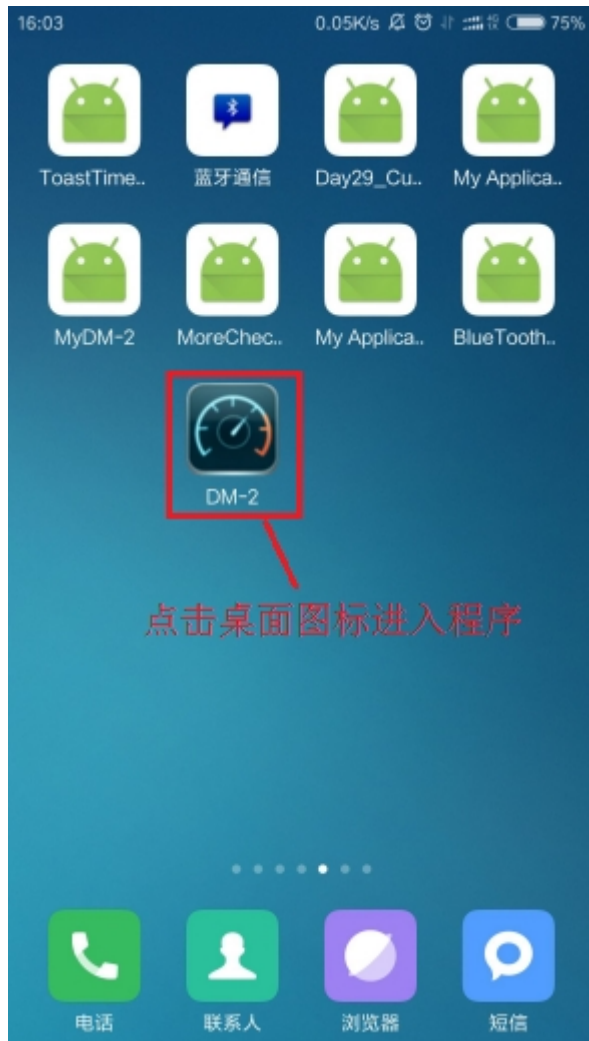 16:03 0.05K/s 75%
ToastTime.. 蓝牙通信 Day29_Cu.. My Applica..
MyDM-2 MoreChec.. My Applica.. BlueTooth..
DM-2
点击桌面图标进入程序
电话 联系人 浏览器 短信